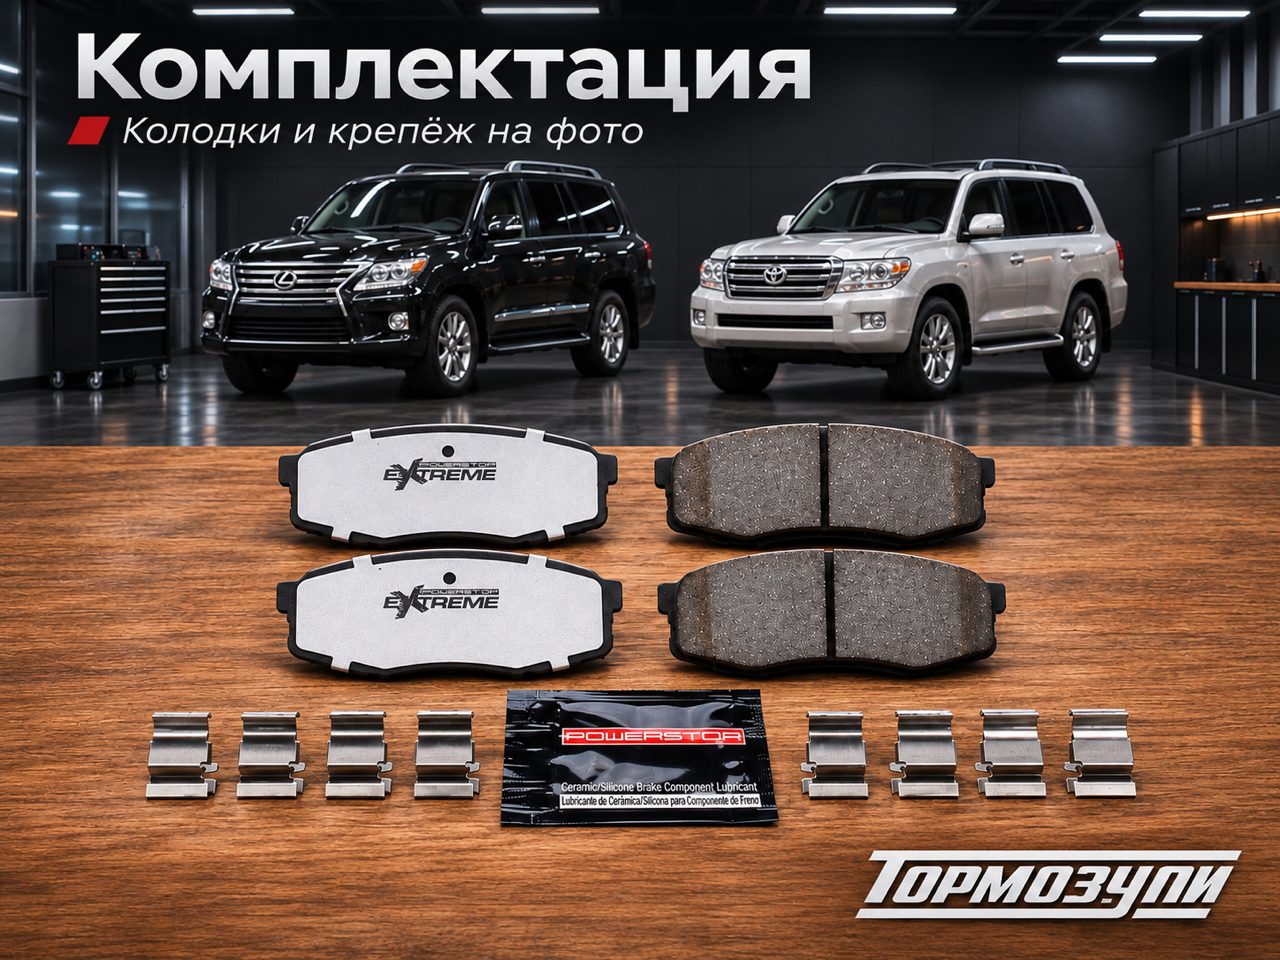 Комплектация
Колодки и крепёж на фото
POWERSTOP
EXTREME
POWERSTOP
EXTREME
POWERSTOP
Ceramic/Silicone Brake Component Lubricant
Lubricante de Cerámica/Silicona para Componente de Freno
ТОРМОЗУЛИ